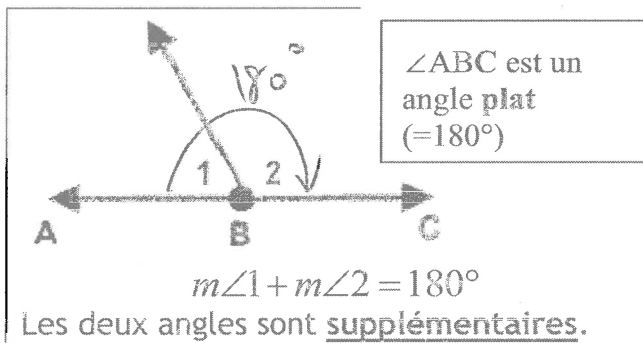 180°
∠ABC est un
angle plat
(=180°)
1 2
A B C
m∠1 + m∠2 = 180°
Les deux angles sont supplémentaires.